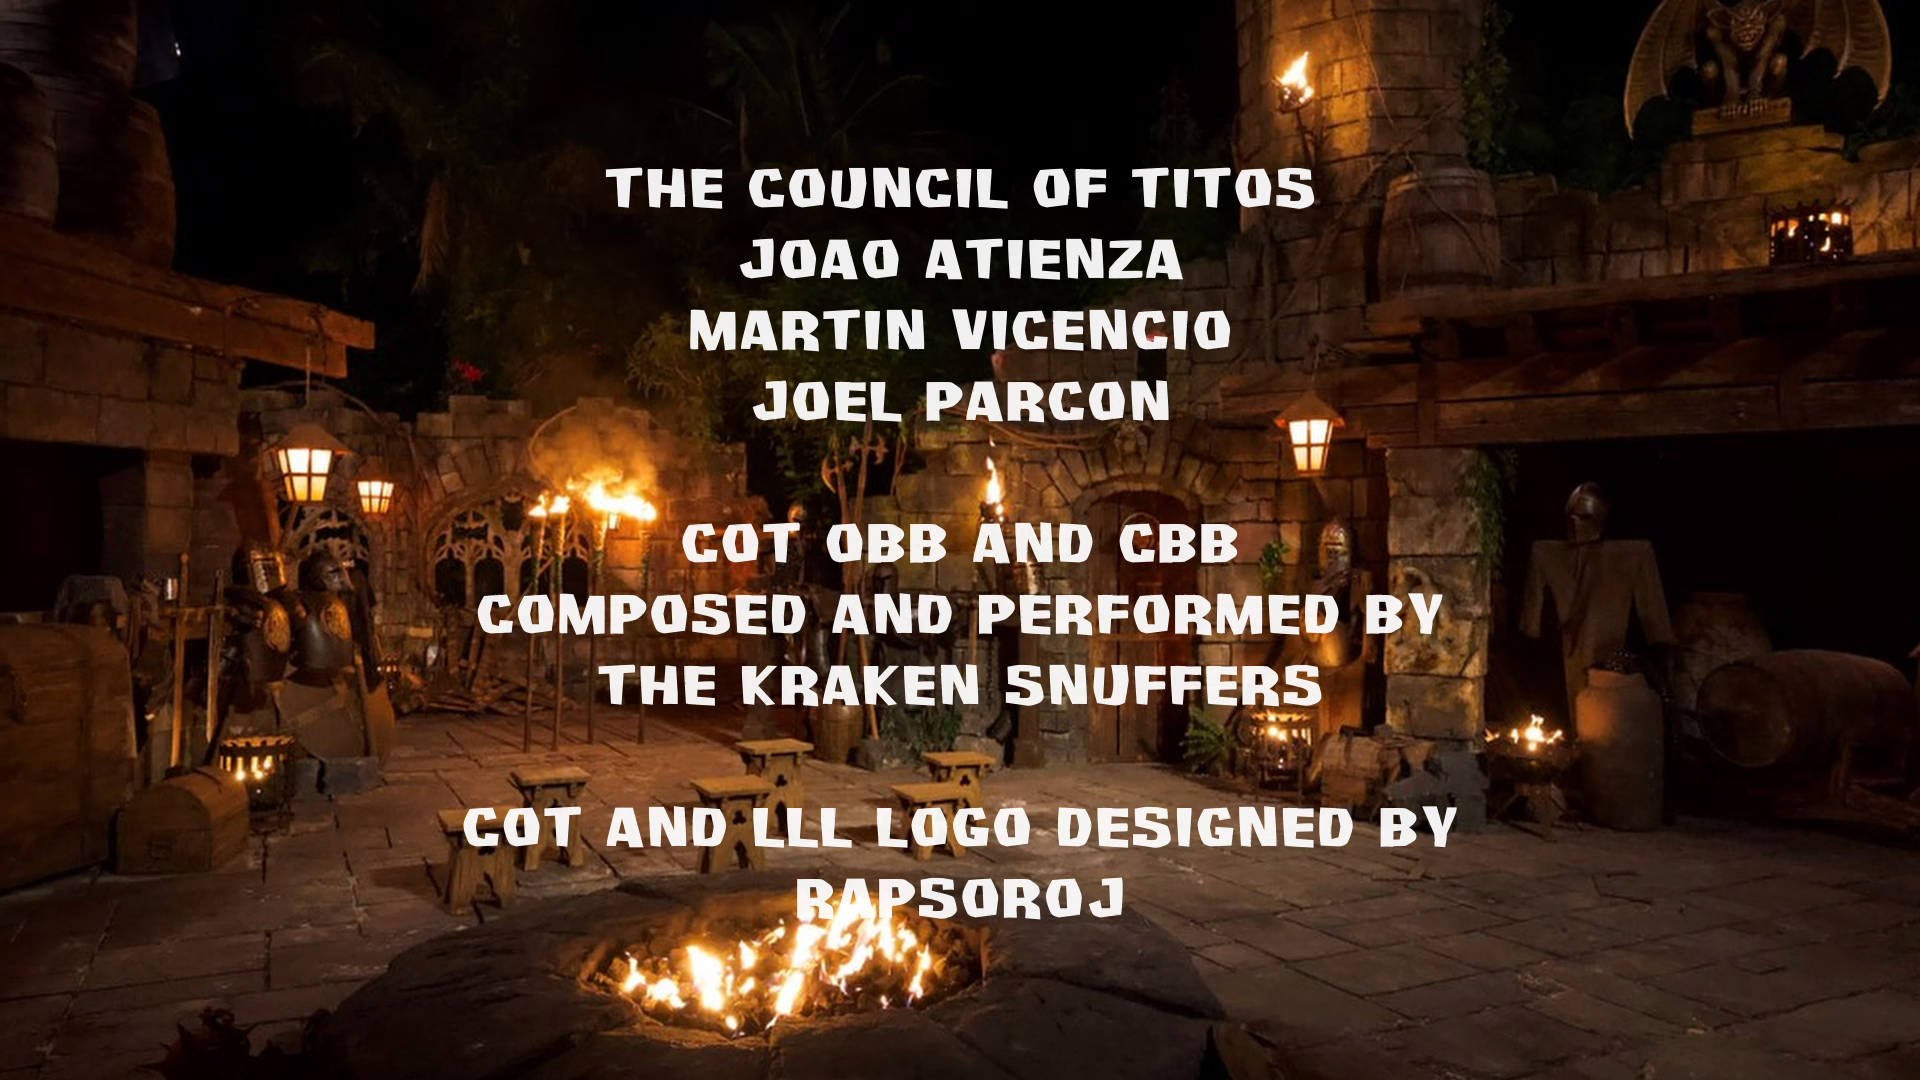 THE COUNCIL OF TITOS
JOAO ATIENZA
MARTIN VICENCIO
JOEL PARCON
COT OBB AND CBB
COMPOSED AND PERFORMED BY
THE KRAKEN SNUFFERS
COT AND LLL LOGO DESIGNED BY
RAPSOROJ